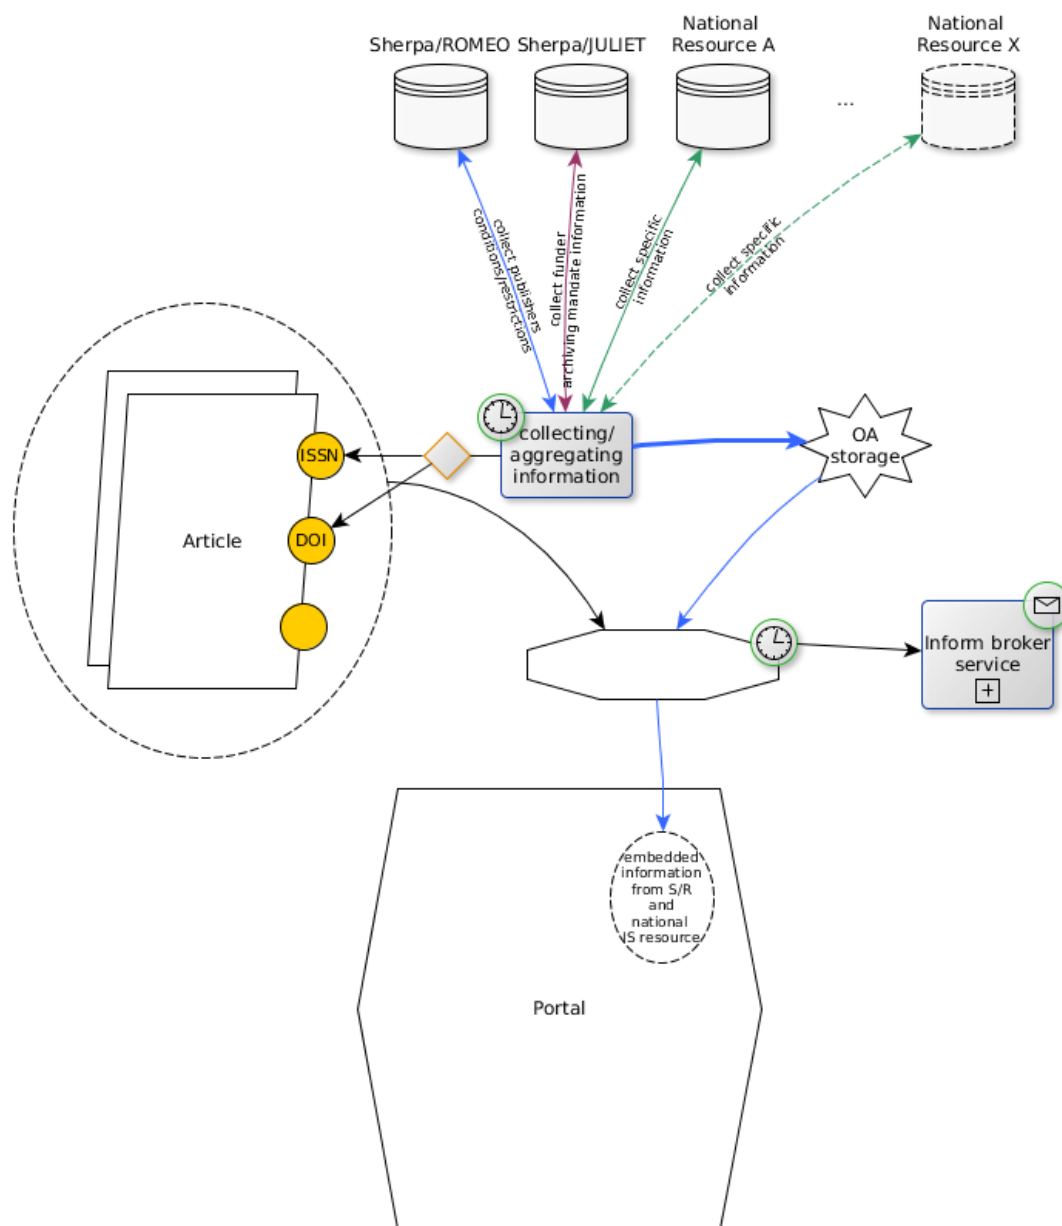 Sherpa/ROMEO
Sherpa/JULIET
National
Resource A
...
National
Resource X
collect publishers
conditions/restrictions
collect funder
archiving mandate information
collect specific
information
collect specific
information
ISSN
DOI
Article
collecting/
aggregating
information
OA
storage
Inform broker
service
embedded
information
from S/R
and
national
IS resource
Portal